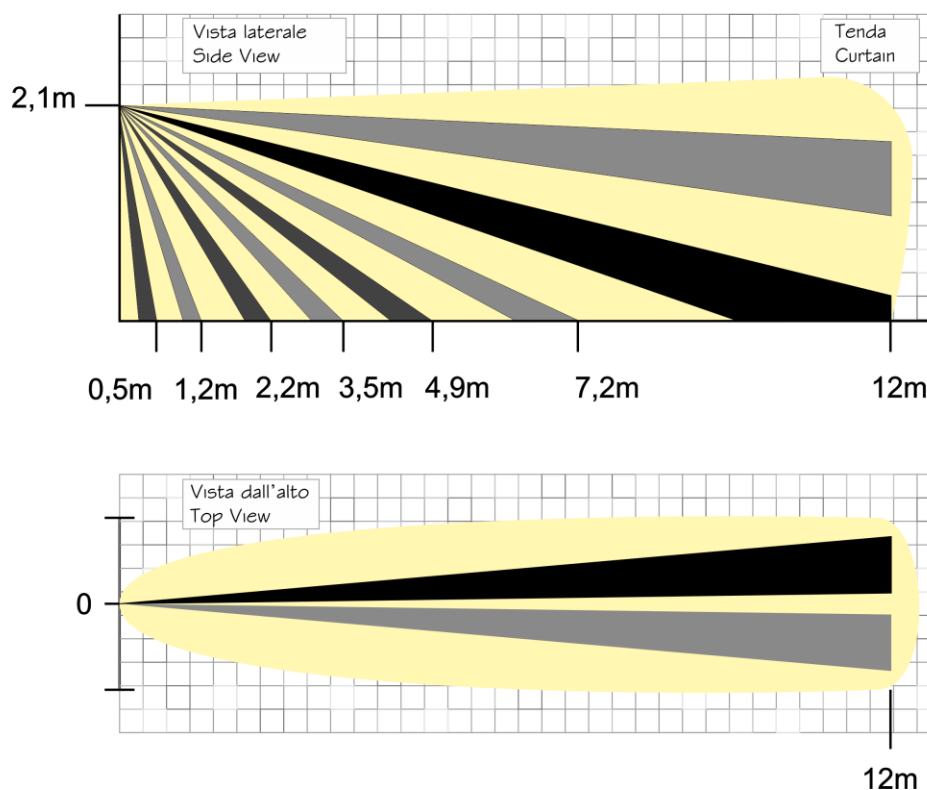 Vista laterale
Side View
Tenda
Curtain
2,1m
0,5m 1,2m 2,2m 3,5m 4,9m 7,2m 12m
Vista dall'alto
Top View
0
12m